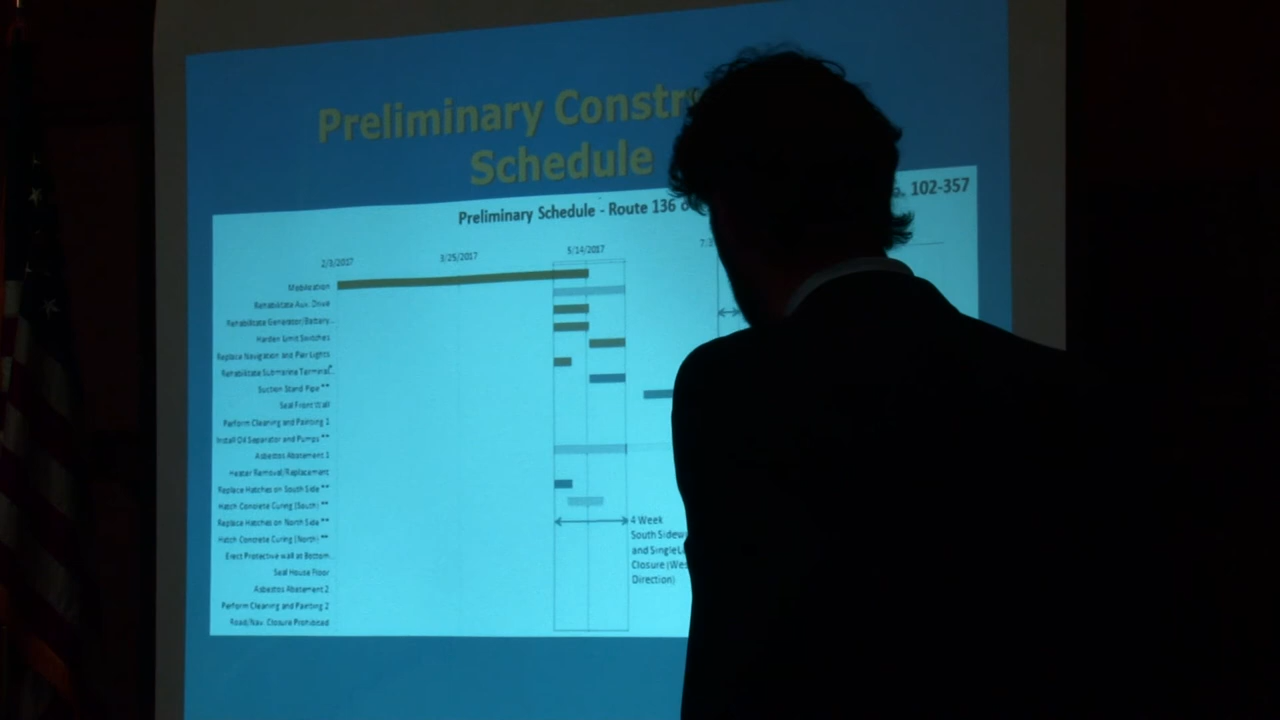 Preliminary Constr
Schedule
Preliminary Schedule - Route 136 o
. 102-357
2/3/2017 3/25/2017 5/14/2017 7/3
Mobilization
Rehabilitate Aux. Drive
Rehabilitate Generator/Battery..
Harden Limit Switches
Replace Navigation and Pier Lights
Rehabilitate Submarine Terminal..
Suction Stand Pipe **
Seal Front Wall
Perform Cleaning and Painting 1
Install Oil Separator and Pumps **
Asbestos Abatement 1
Heater Removal/Replacement
Replace Hatches on South Side **
Hatch Concrete Curing (South) **
Replace Hatches on North Side **
Hatch Concrete Curing (North) **
Erect Protective wall at Bottom..
Seal House Floor
Asbestos Abatement 2
Perform Cleaning and Painting 2
Road/Nav. Closure Prohibited
4 Week
South Sidew
and Single L
Closure (Wes
Direction)